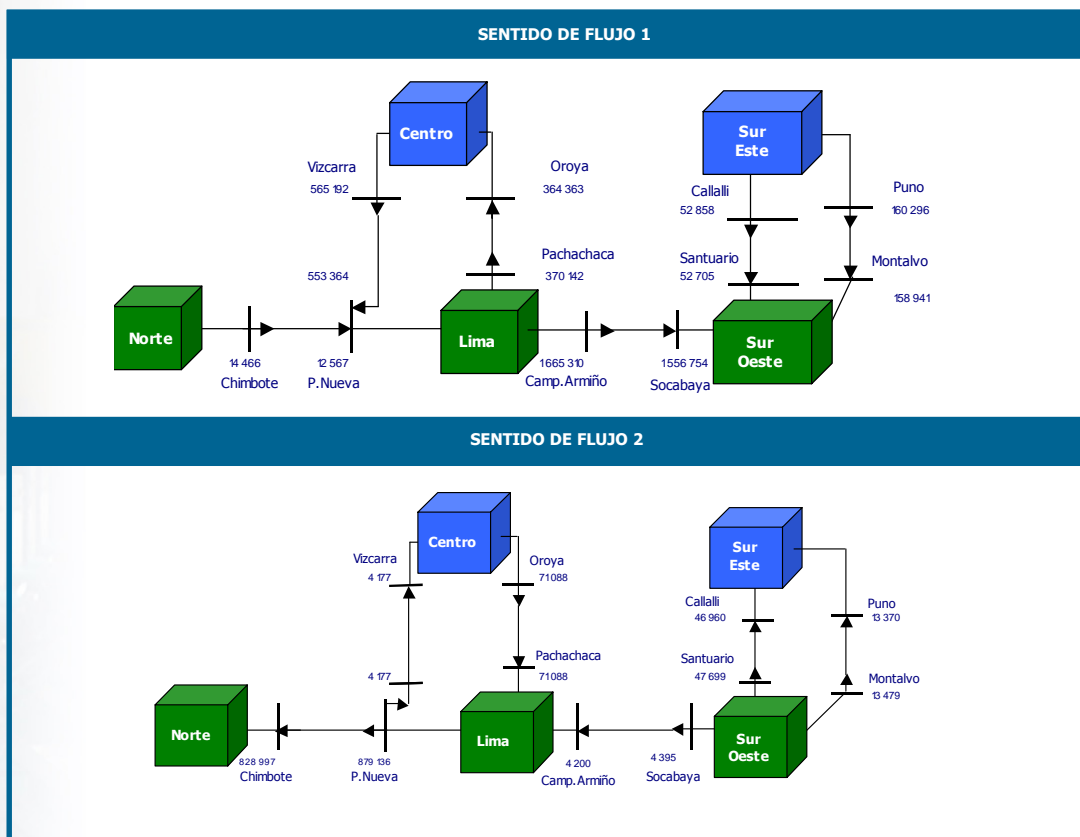 SENTIDO DE FLUJO 1
Centro
Sur
Este
Vizcarra
565 192
Oroya
364 363
Callalli
52 858
Puno
160 296
553 364
Pachachaca
370 142
Santuario
52 705
Montalvo
158 941
Norte
Lima
Sur
Oeste
14 466
Chimbote
12 567
P.Nueva
1665 310
Camp.Armiño
1 556 754
Socabaya
SENTIDO DE FLUJO 2
Centro
Sur
Este
Vizcarra
4 177
Oroya
71088
Callalli
46 960
Puno
13 370
4 177
Pachachaca
71088
Santuario
47 699
Montalvo
13 479
Norte
Lima
Sur
Oeste
828 997
Chimbote
879 136
P.Nueva
4 200
Camp.Armiño
4 395
Socabaya